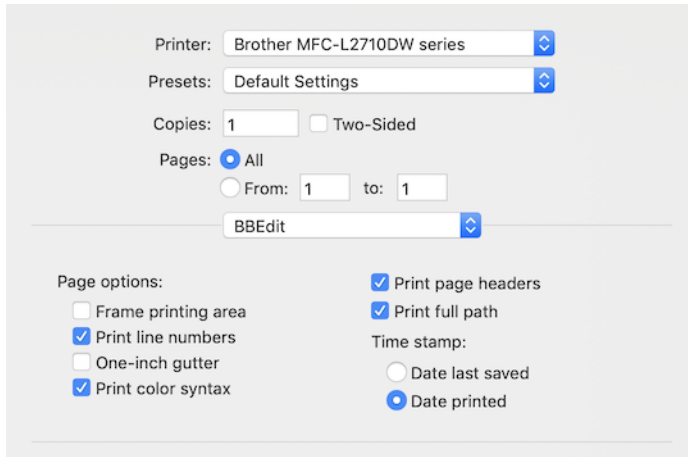 Printer: Brother MFC-L2710DW series
Presets: Default Settings
Copies: 1 Two-Sided
Pages: All
From: 1 to: 1
BBEdit
Page options:
Frame printing area
Print line numbers
One-inch gutter
Print color syntax
Print page headers
Print full path
Time stamp:
Date last saved
Date printed